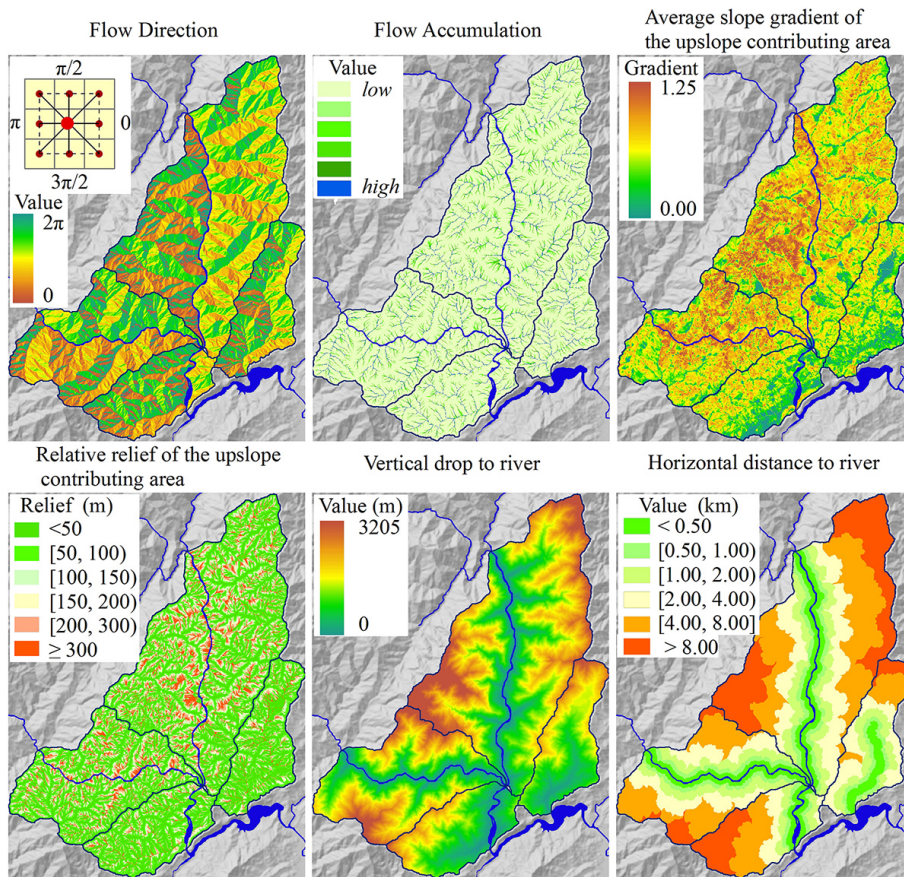 Flow Direction
π/2
π
0
3π/2
Value
2π
0
Flow Accumulation
Value
low
high
Average slope gradient of
the upslope contributing area
Gradient
1.25
0.00
Relative relief of the upslope
contributing area
Relief (m)
<50
[50, 100)
[100, 150)
[150, 200)
[200, 300)
≥ 300
Vertical drop to river
Value (m)
3205
0
Horizontal distance to river
Value (km)
< 0.50
[0.50, 1.00)
[1.00, 2.00)
[2.00, 4.00)
[4.00, 8.00]
> 8.00